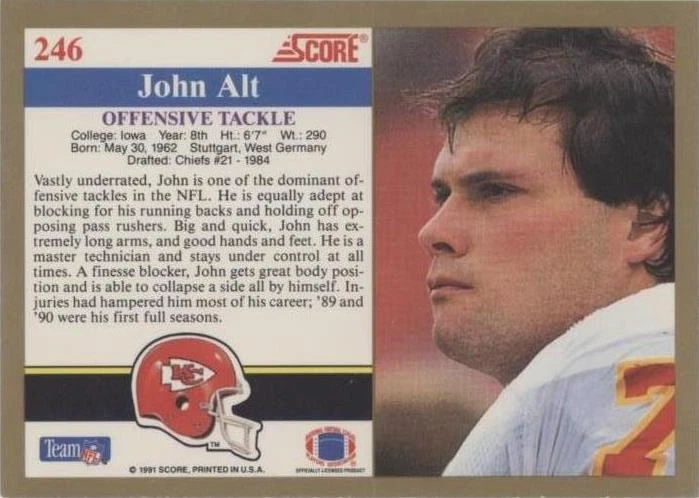 246
SCORE®
John Alt
OFFENSIVE TACKLE
College: Iowa Year: 8th Ht.: 6'7" Wt.: 290
Born: May 30, 1962 Stuttgart, West Germany
Drafted: Chiefs #21 - 1984
Vastly underrated, John is one of the dominant of-
fensive tackles in the NFL. He is equally adept at
blocking for his running backs and holding off op-
posing pass rushers. Big and quick, John has ex-
tremely long arms, and good hands and feet. He is a
master technician and stays under control at all
times. A finesse blocker, John gets great body posi-
tion and is able to collapse a side all by himself. In-
juries had hampered him most of his career; '89 and
'90 were his first full seasons.
KC
TM
Team NFL
© 1991 SCORE, PRINTED IN U.S.A.
OFFICIALLY LICENSED PRODUCT
7